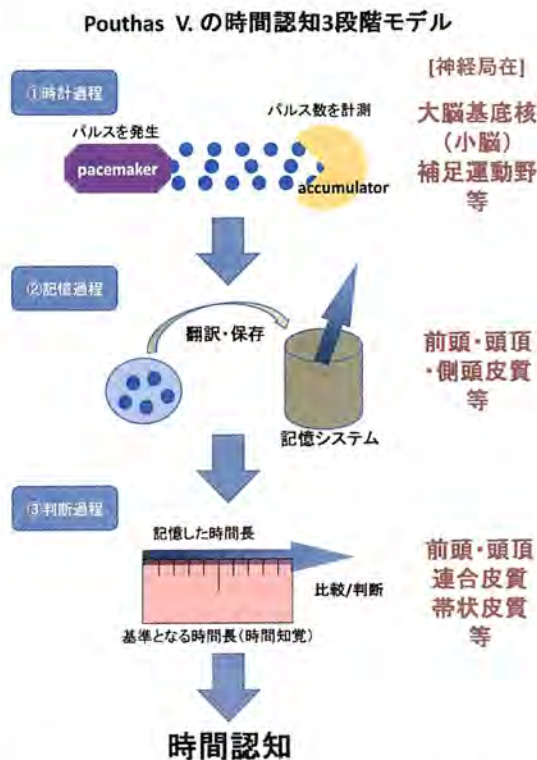 Pouthas V. の時間認知3段階モデル
[神経局在]
①時計過程
パルスを発生
パルス数を計測
pacemaker
accumulator
大脳基底核
(小脳)
補足運動野
等
②記憶過程
翻訳・保存
記憶システム
前頭・頭頂
・側頭皮質
等
③判断過程
記憶した時間長
比較/判断
基準となる時間長(時間知覚)
前頭・頭頂
連合皮質
帯状皮質
等
時間認知